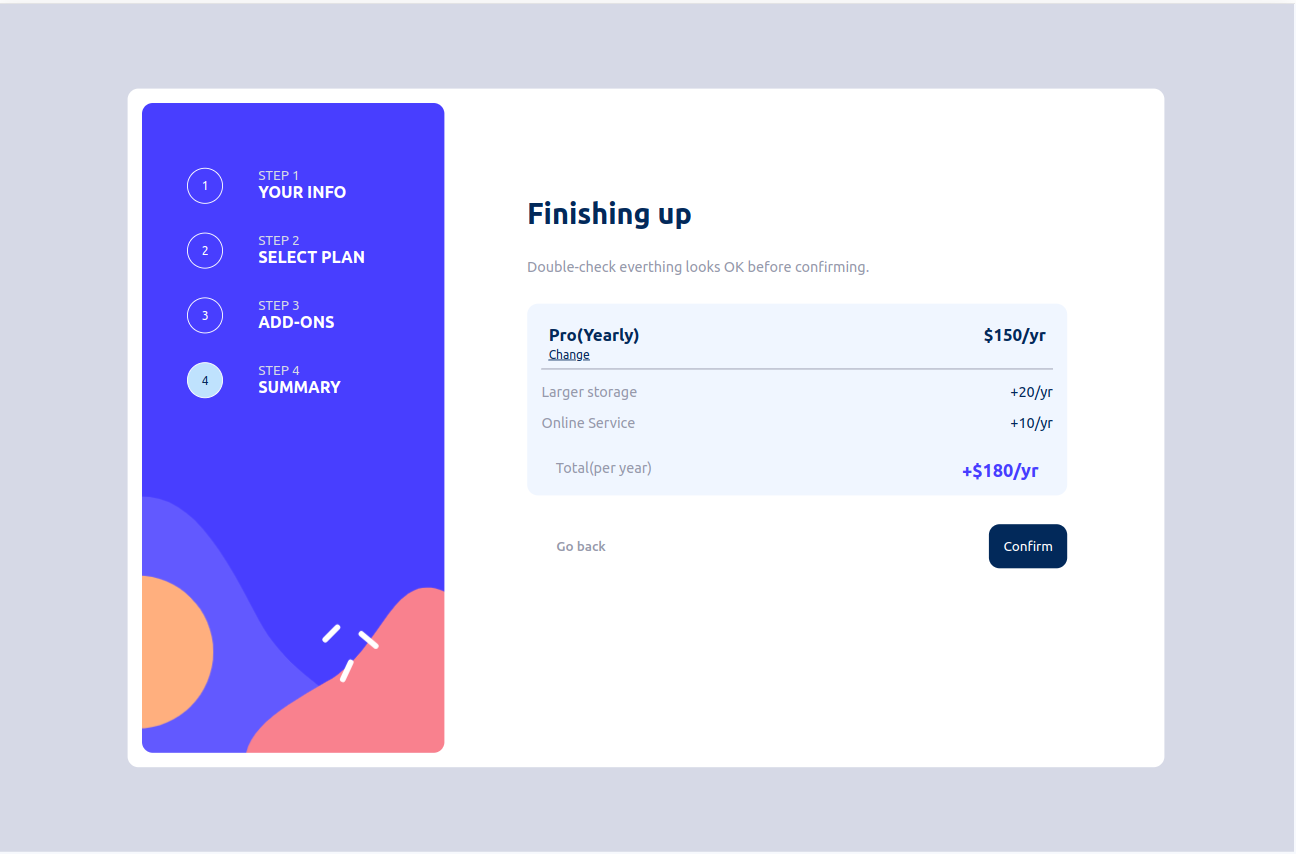 1
STEP 1
YOUR INFO
2
STEP 2
SELECT PLAN
3
STEP 3
ADD-ONS
4
STEP 4
SUMMARY
Finishing up
Double-check everthing looks OK before confirming.
Pro(Yearly) $150/yr
Change
Larger storage +20/yr
Online Service +10/yr
Total(per year) +$180/yr
Go back Confirm